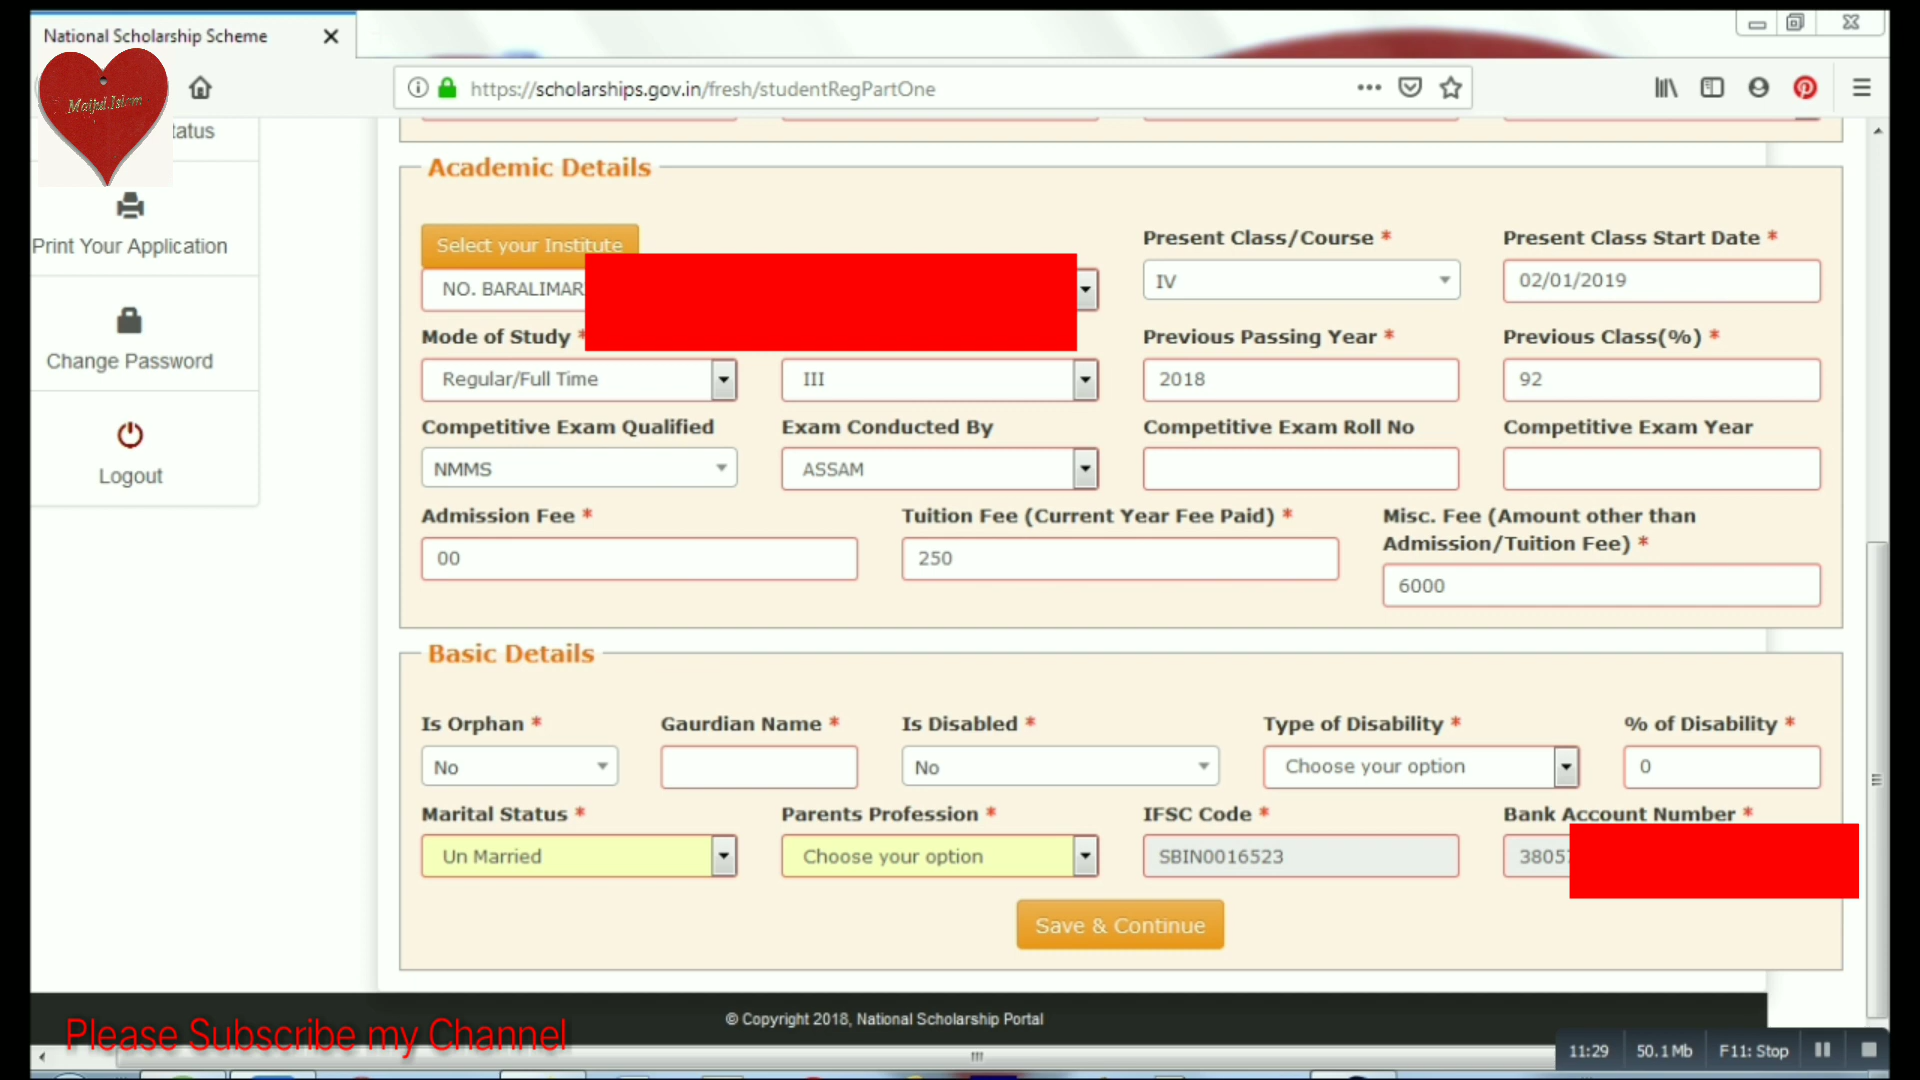 National Scholarship Scheme
Maijul.Islam
https://scholarships.gov.in/fresh/studentRegPartOne
tatus
Academic Details
Print Your Application
Select your Institute
Present Class/Course *
Present Class Start Date *
NO. BARALIMAR
IV
02/01/2019
Change Password
Mode of Study *
Previous Passing Year *
Previous Class(%) *
Regular/Full Time
III
2018
92
Competitive Exam Qualified
Exam Conducted By
Competitive Exam Roll No
Competitive Exam Year
Logout
NMMS
ASSAM
Admission Fee *
Tuition Fee (Current Year Fee Paid) *
Misc. Fee (Amount other than
Admission/Tuition Fee) *
00
250
6000
Basic Details
Is Orphan *
Gaurdian Name *
Is Disabled *
Type of Disability *
% of Disability *
No
No
Choose your option
0
Marital Status *
Parents Profession *
IFSC Code *
Bank Account Number *
Un Married
Choose your option
SBIN0016523
3805
Save & Continue
© Copyright 2018, National Scholarship Portal
Please Subscribe my Channel
11:29
50.1 Mb
F11: Stop